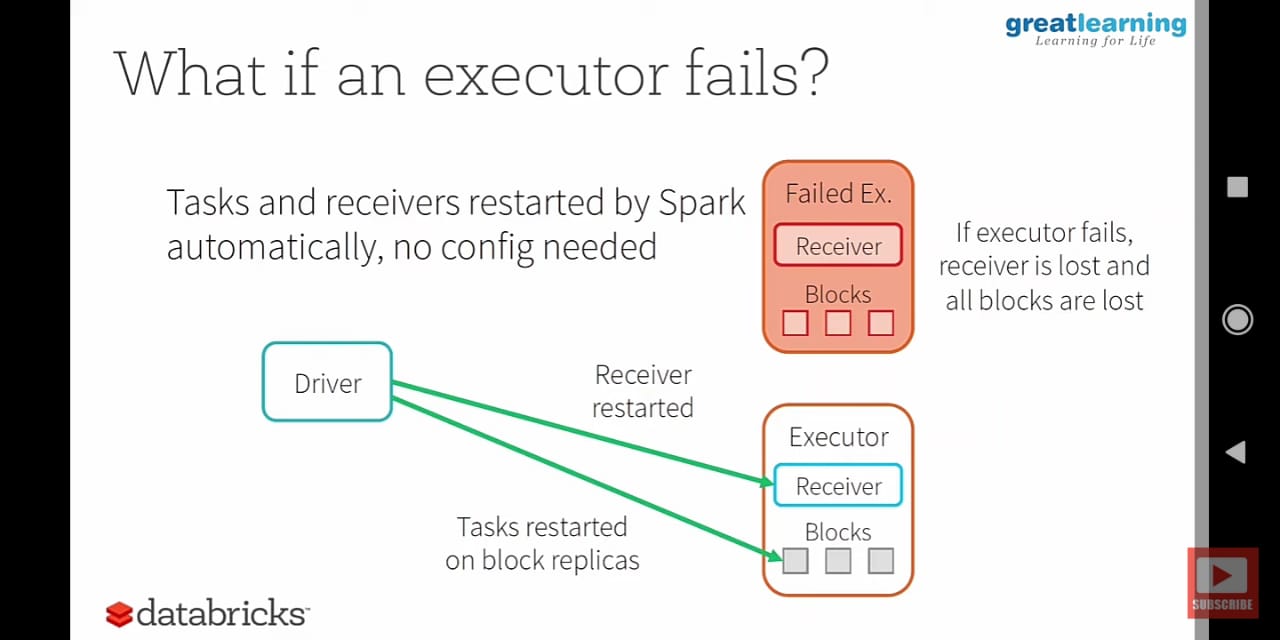 greatlearning
Learning for Life
What if an executor fails?
Tasks and receivers restarted by Spark
automatically, no config needed
Failed Ex.
Receiver
Blocks
If executor fails,
receiver is lost and
all blocks are lost
Driver
Receiver
restarted
Executor
Receiver
Blocks
Tasks restarted
on block replicas
databricks™
SUBSCRIBE